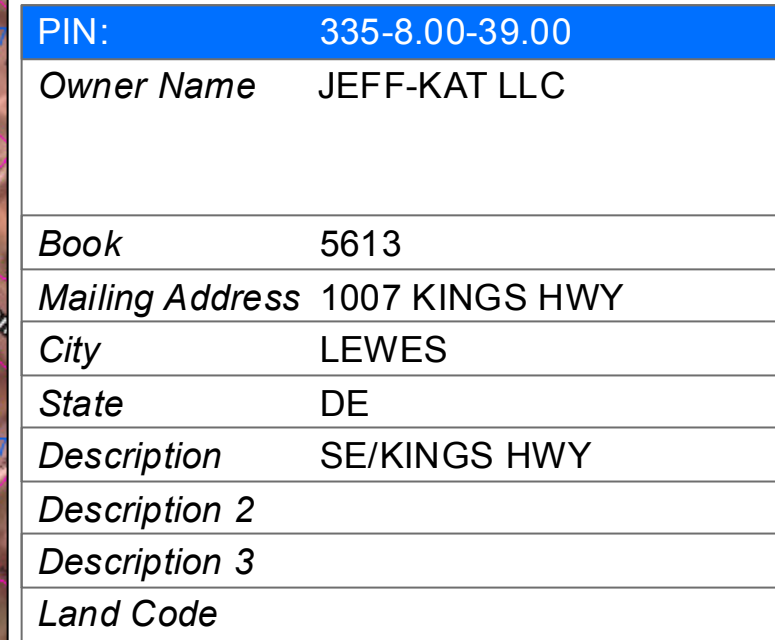 PIN: 335-8.00-39.00
Owner Name JEFF-KAT LLC
Book 5613
Mailing Address 1007 KINGS HWY
City LEWES
State DE
Description SE/KINGS HWY
Description 2
Description 3
Land Code